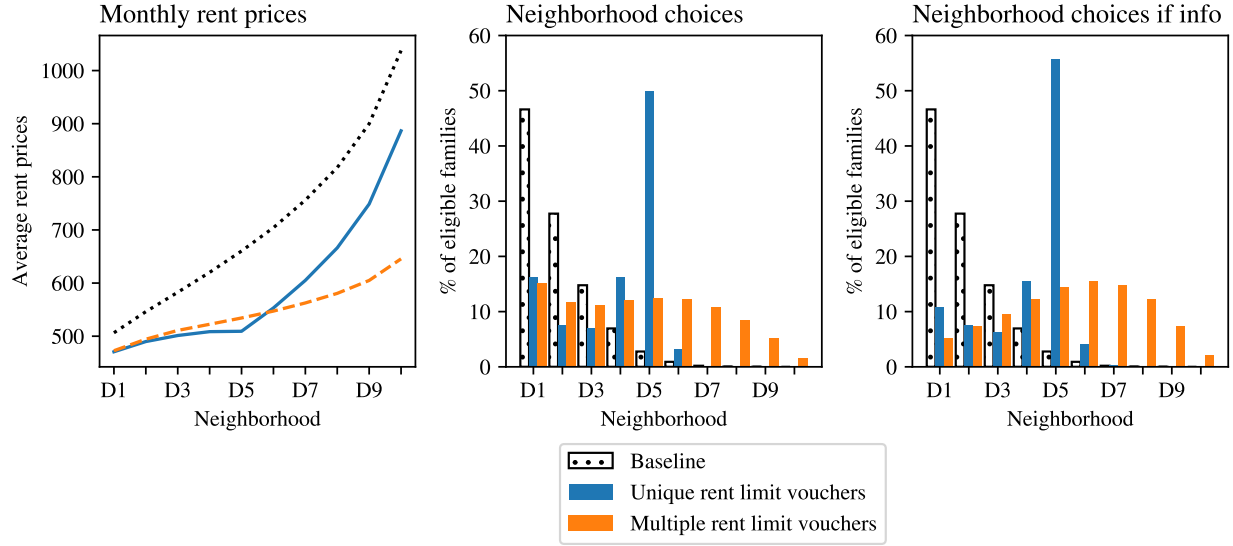 Monthly rent prices
Average rent prices
1000
900
800
700
600
500
D1 D3 D5 D7 D9
Neighborhood
Neighborhood choices
% of eligible families
60
50
40
30
20
10
0
D1 D3 D5 D7 D9
Neighborhood
Neighborhood choices if info
% of eligible families
60
50
40
30
20
10
0
D1 D3 D5 D7 D9
Neighborhood
Baseline
Unique rent limit vouchers
Multiple rent limit vouchers